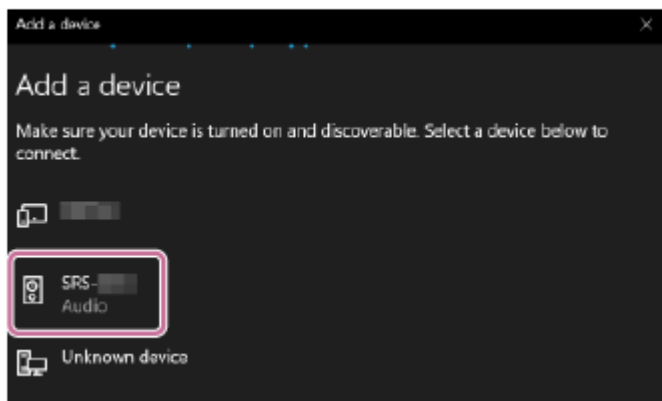 Add a device
Add a device
Make sure your device is turned on and discoverable. Select a device below to
connect.
SRS-
Audio
Unknown device